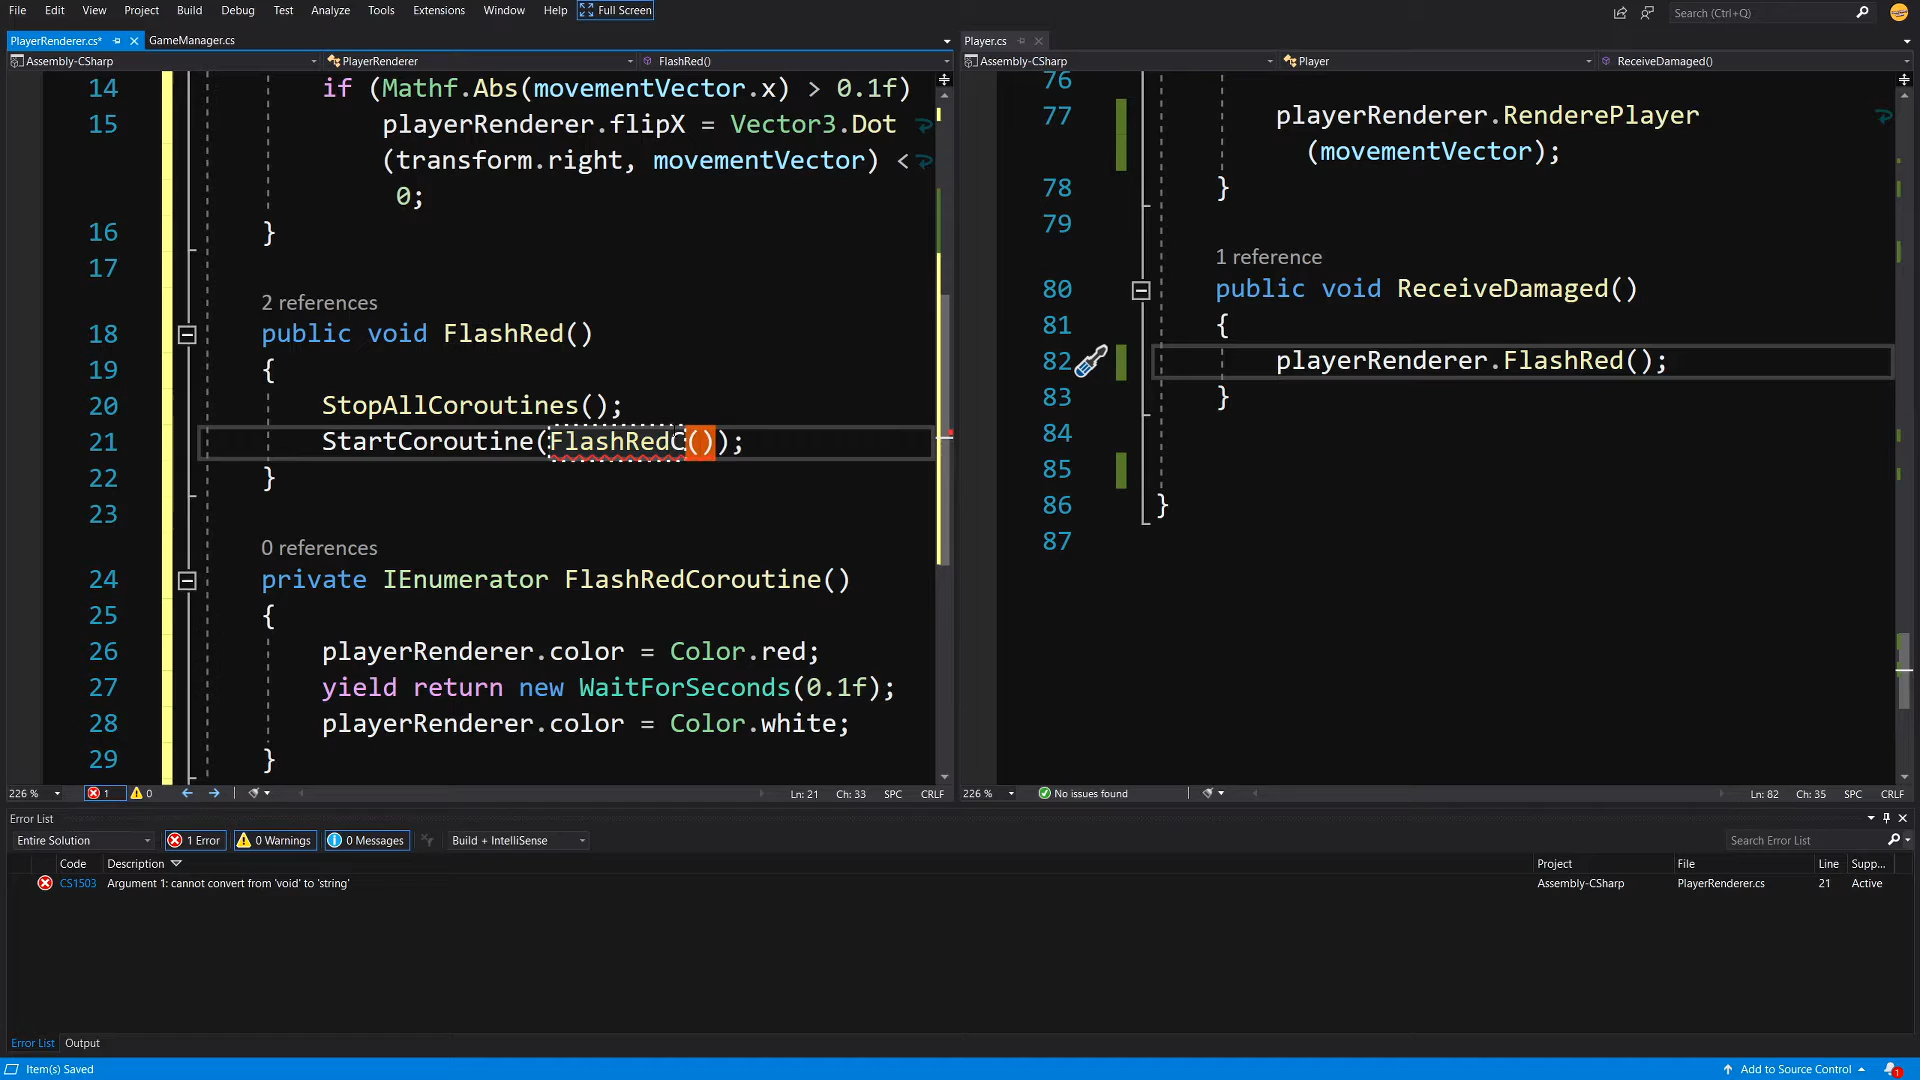 File Edit View Project Build Debug Test Analyze Tools Extensions Window Help Full Screen Search (Ctrl+Q)
PlayerRenderer.cs* GameManager.cs
Assembly-CSharp PlayerRenderer FlashRed()
14 if (Mathf.Abs(movementVector.x) > 0.1f)
15 playerRenderer.flipX = Vector3.Dot
(transform.right, movementVector) <
0;
16 }
17
2 references
18 public void FlashRed()
19 {
20 StopAllCoroutines();
21 StartCoroutine(FlashRedC());
22 }
23
0 references
24 private IEnumerator FlashRedCoroutine()
25 {
26 playerRenderer.color = Color.red;
27 yield return new WaitForSeconds(0.1f);
28 playerRenderer.color = Color.white;
29 }
226 % 1 0 Ln: 21 Ch: 33 SPC CRLF
Player.cs
Assembly-CSharp Player ReceiveDamaged()
76
77 playerRenderer.RenderePlayer
(movementVector);
78 }
79
1 reference
80 public void ReceiveDamaged()
81 {
82 playerRenderer.FlashRed();
83 }
84
85
86 }
87
226 % No issues found Ln: 82 Ch: 35 SPC CRLF
Error List
Entire Solution 1 Error 0 Warnings 0 Messages Build + IntelliSense Search Error List
Code Description Project File Line Supp...
CS1503 Argument 1: cannot convert from 'void' to 'string' Assembly-CSharp PlayerRenderer.cs 21 Active
Error List Output
Item(s) Saved Add to Source Control 1